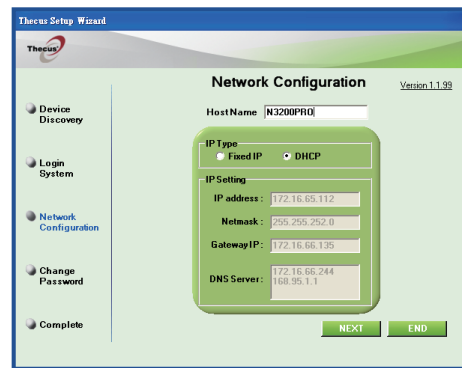 Thecus Setup Wizard
Thecus
Network Configuration
Version 1.1.99
Device
Discovery
Login
System
Network
Configuration
Change
Password
Complete
Host Name N3200PRO
IP Type
Fixed IP DHCP
IP Setting
IP address : 172.16.65.112
Netmask : 255.255.252.0
Gateway IP : 172.16.66.135
DNS Server : 172.16.66.244
168.95.1.1
NEXT END